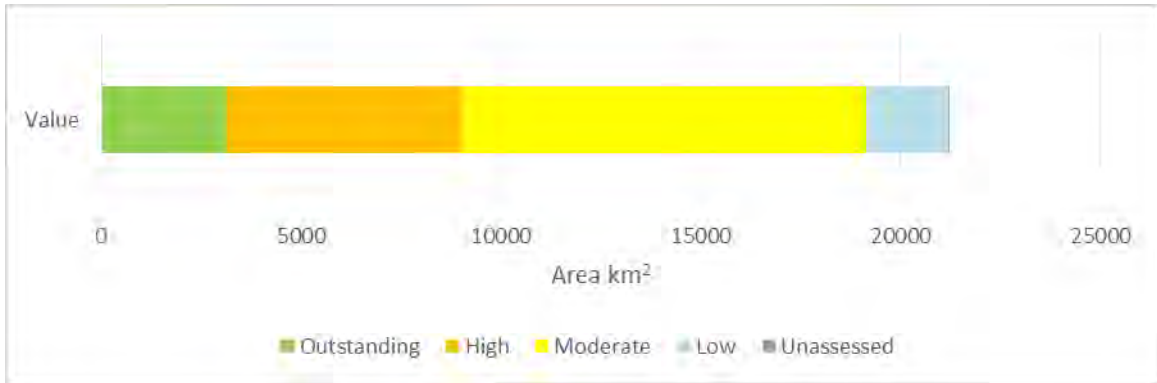 Value
0 5000 10000 15000 20000 25000
Area km²
Outstanding High Moderate Low Unassessed